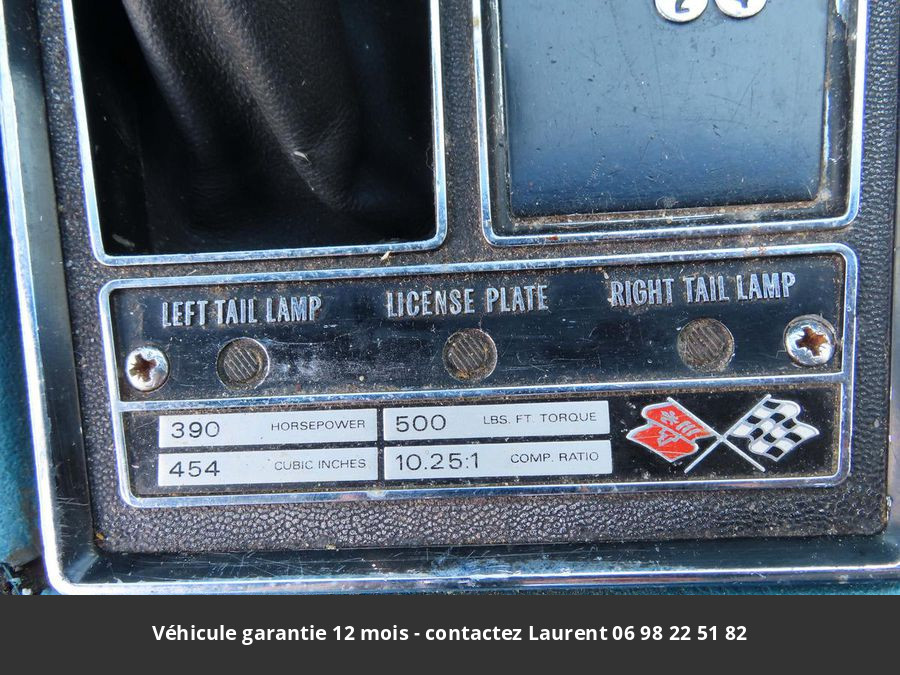 LEFT TAIL LAMP LICENSE PLATE RIGHT TAIL LAMP
390 HORSEPOWER 500 LBS. FT. TORQUE
454 CUBIC INCHES 10.25:1 COMP. RATIO
Véhicule garantie 12 mois - contactez Laurent 06 98 22 51 82